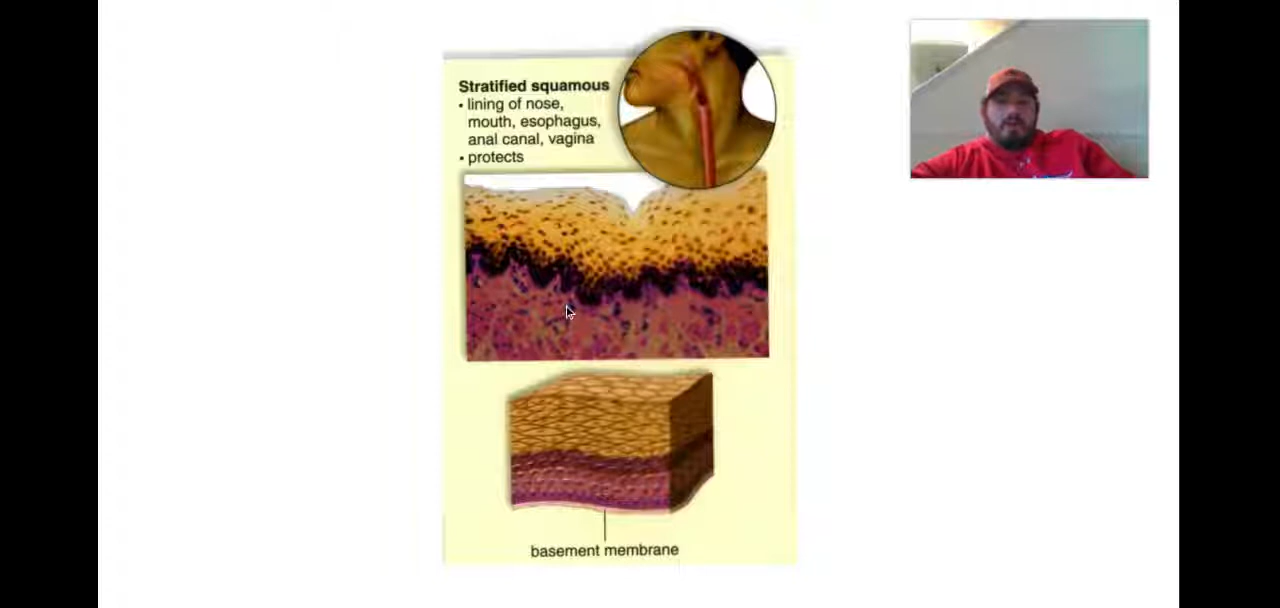 Stratified squamous
• lining of nose,
mouth, esophagus,
anal canal, vagina
• protects
basement membrane